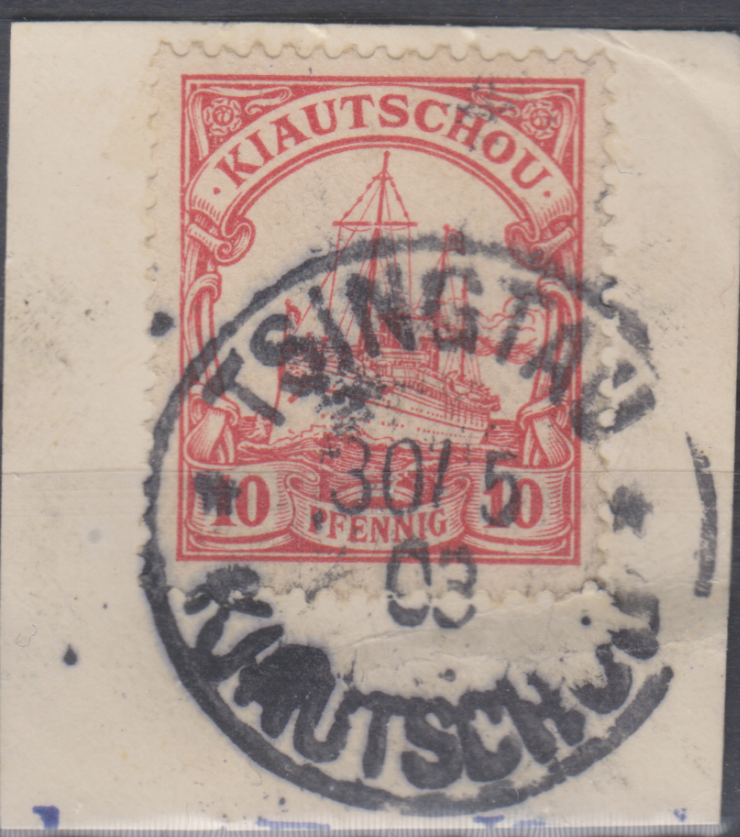 KIAUTSCHOU
10 PFENNIG 10
TSINGTAU
30/5
03
KIAUTSCHOU